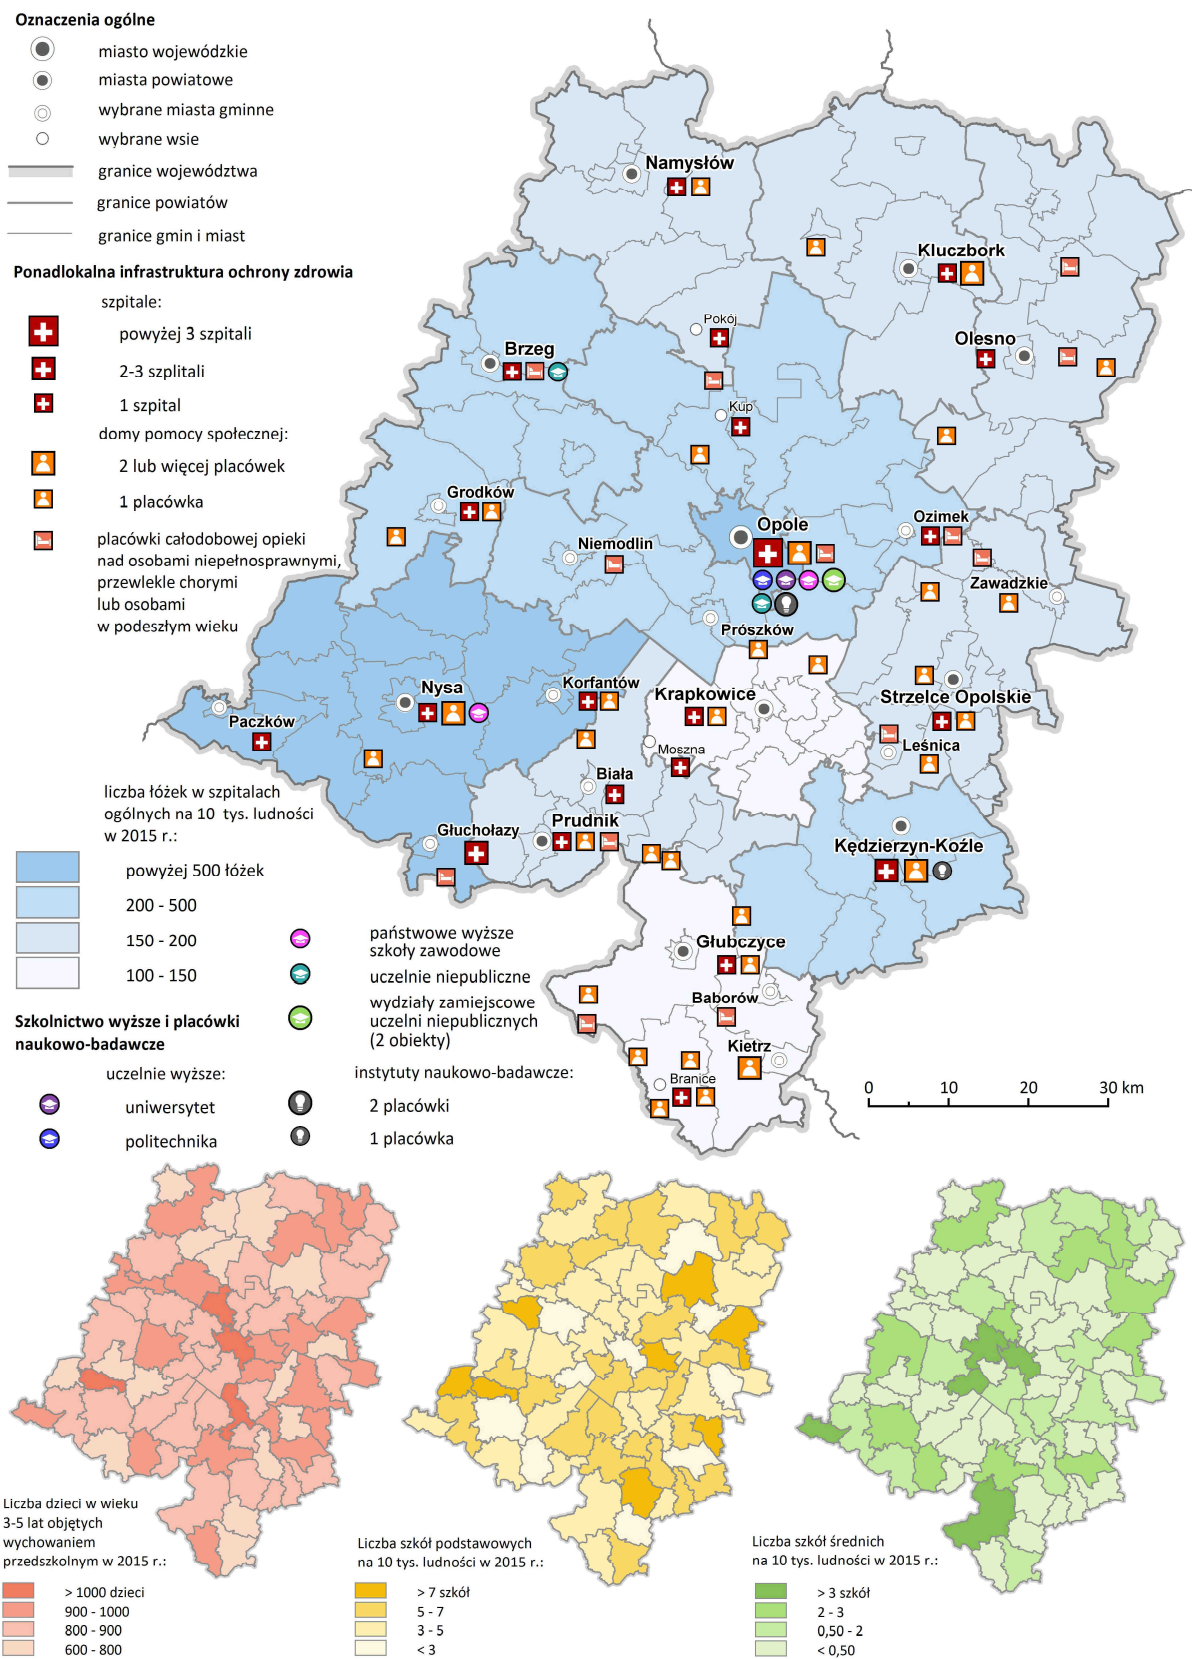 Oznaczenia ogólne
miasto wojewódzkie
miasta powiatowe
wybrane miasta gminne
wybrane wsie
granice województwa
granice powiatów
granice gmin i miast
Ponadlokalna infrastruktura ochrony zdrowia
szpitale:
powyżej 3 szpitali
2-3 szplitali
1 szpital
domy pomocy społecznej:
2 lub więcej placówek
1 placówka
placówki całodobowej opieki
nad osobami niepełnosprawnymi,
przewlekle chorymi
lub osobami
w podeszłym wieku
Namysłów
Kluczbork
Pokój
Olesno
Brzeg
Kup
Grodków
Opole
Ozimek
Niemodlin
Zawadzkie
Prószków
Nysa
Korfantów
Krapkowice
Strzelce Opolskie
Paczków
Moszna
Leśnica
Biała
Prudnik
Głuchołazy
Kędzierzyn-Koźle
Głubczyce
Baborów
Kietrz
Branice
0 10 20 30 km
liczba łóżek w szpitalach
ogólnych na 10 tys. ludności
w 2015 r.:
powyżej 500 łóżek
200 - 500
150 - 200
100 - 150
Szkolnictwo wyższe i placówki
naukowo-badawcze
uczelnie wyższe:
uniwersytet
politechnika
państwowe wyższe
szkoły zawodowe
uczelnie niepubliczne
wydziały zamiejscowe
uczelni niepublicznych
(2 obiekty)
instytuty naukowo-badawcze:
2 placówki
1 placówka
Liczba dzieci w wieku
3-5 lat objętych
wychowaniem
przedszkolnym w 2015 r.:
> 1000 dzieci
900 - 1000
800 - 900
600 - 800
Liczba szkół podstawowych
na 10 tys. ludności w 2015 r.:
> 7 szkół
5 - 7
3 - 5
< 3
Liczba szkół średnich
na 10 tys. ludności w 2015 r.:
> 3 szkół
2 - 3
0,50 - 2
< 0,50